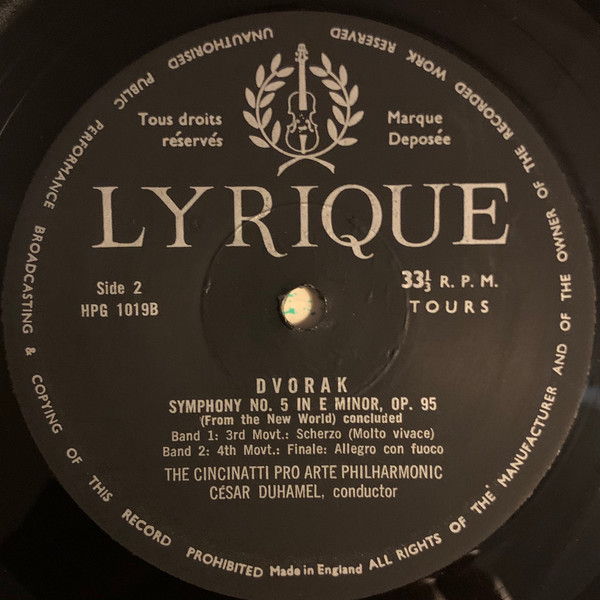 ALL RIGHTS OF THE MANUFACTURER AND OF THE OWNER OF THE RECORDED WORK RESERVED
UNAUTHORISED PUBLIC PERFORMANCE BROADCASTING & COPYING OF THIS RECORD PROHIBITED
Tous droits
réservés
Marque
Deposée
LYRIQUE
Side 2
HPG 1019B
33⅓ R. P. M.
TOURS
DVORAK
SYMPHONY NO. 5 IN E MINOR, OP. 95
(From the New World) concluded
Band 1: 3rd Movt.: Scherzo (Molto vivace)
Band 2: 4th Movt.: Finale: Allegro con fuoco
THE CINCINATTI PRO ARTE PHILHARMONIC
CÉSAR DUHAMEL, conductor
Made in England